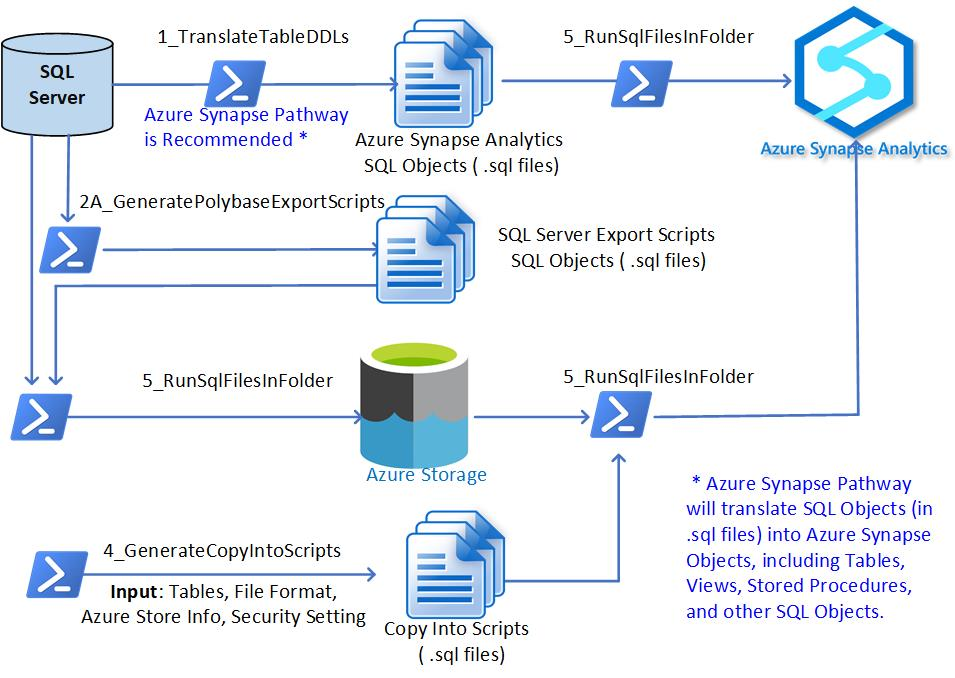 SQL
Server
1_TranslateTableDDLs
Azure Synapse Pathway
is Recommended *
Azure Synapse Analytics
SQL Objects ( .sql files)
5_RunSqlFilesInFolder
Azure Synapse Analytics
2A_GeneratePolybaseExportScripts
SQL Server Export Scripts
SQL Objects ( .sql files)
5_RunSqlFilesInFolder
Azure Storage
5_RunSqlFilesInFolder
4_GenerateCopyIntoScripts
Input: Tables, File Format,
Azure Store Info, Security Setting
Copy Into Scripts
( .sql files)
* Azure Synapse Pathway
will translate SQL Objects (in
.sql files) into Azure Synapse
Objects, including Tables,
Views, Stored Procedures,
and other SQL Objects.